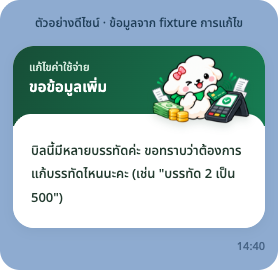 ตัวอย่างดีไซน์ · ข้อมูลจาก fixture การแก้ไข
แก้ไขค่าใช้จ่าย
ขอข้อมูลเพิ่ม
บิลนี้มีหลายบรรทัดค่ะ ขอทราบว่าต้องการ
แก้บรรทัดไหนนะคะ (เช่น "บรรทัด 2 เป็น
500")
14:40